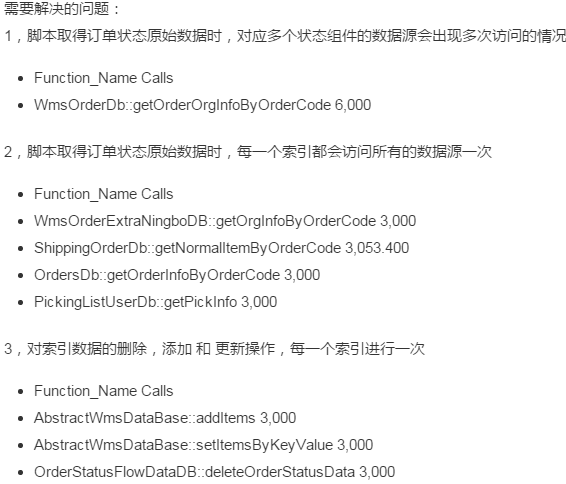 需要解决的问题：
1，脚本取得订单状态原始数据时，对应多个状态组件的数据源会出现多次访问的情况
Function_Name Calls
WmsOrderDb::getOrderOrgInfoByOrderCode 6,000
2，脚本取得订单状态原始数据时，每一个索引都会访问所有的数据源一次
Function_Name Calls
WmsOrderExtraNingboDB::getOrgInfoByOrderCode 3,000
ShippingOrderDb::getNormalItemByOrderCode 3,053.400
OrdersDb::getOrderInfoByOrderCode 3,000
PickingListUserDb::getPickInfo 3,000
3，对索引数据的删除，添加 和 更新操作，每一个索引进行一次
Function_Name Calls
AbstractWmsDataBase::addItems 3,000
AbstractWmsDataBase::setItemsByKeyValue 3,000
OrderStatusFlowDataDB::deleteOrderStatusData 3,000